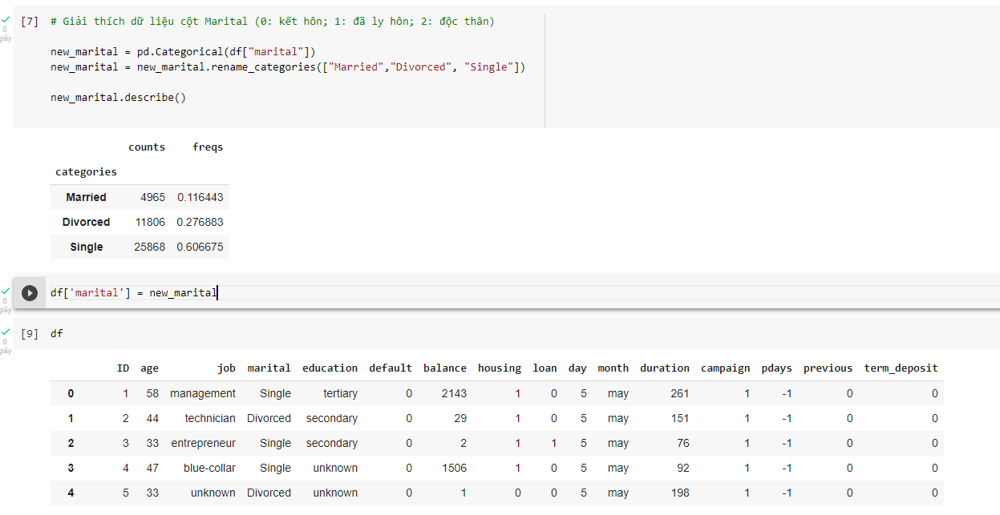 [7] # Giải thích dữ liệu cột Marital (0: kết hôn; 1: đã ly hôn; 2: độc thân)
0
giây
new_marital = pd.Categorical(df["marital"])
new_marital = new_marital.rename_categories(["Married","Divorced", "Single"])
new_marital.describe()
counts freqs
categories
Married 4965 0.116443
Divorced 11806 0.276883
Single 25868 0.606675
df['marital'] = new_marital
0
giây
[9] df
0
giây
ID age job marital education default balance housing loan day month duration campaign pdays previous term_deposit
0 1 58 management Single tertiary 0 2143 1 0 5 may 261 1 -1 0 0
1 2 44 technician Divorced secondary 0 29 1 0 5 may 151 1 -1 0 0
2 3 33 entrepreneur Single secondary 0 2 1 1 5 may 76 1 -1 0 0
3 4 47 blue-collar Single unknown 0 1506 1 0 5 may 92 1 -1 0 0
4 5 33 unknown Divorced unknown 0 1 0 0 5 may 198 1 -1 0 0